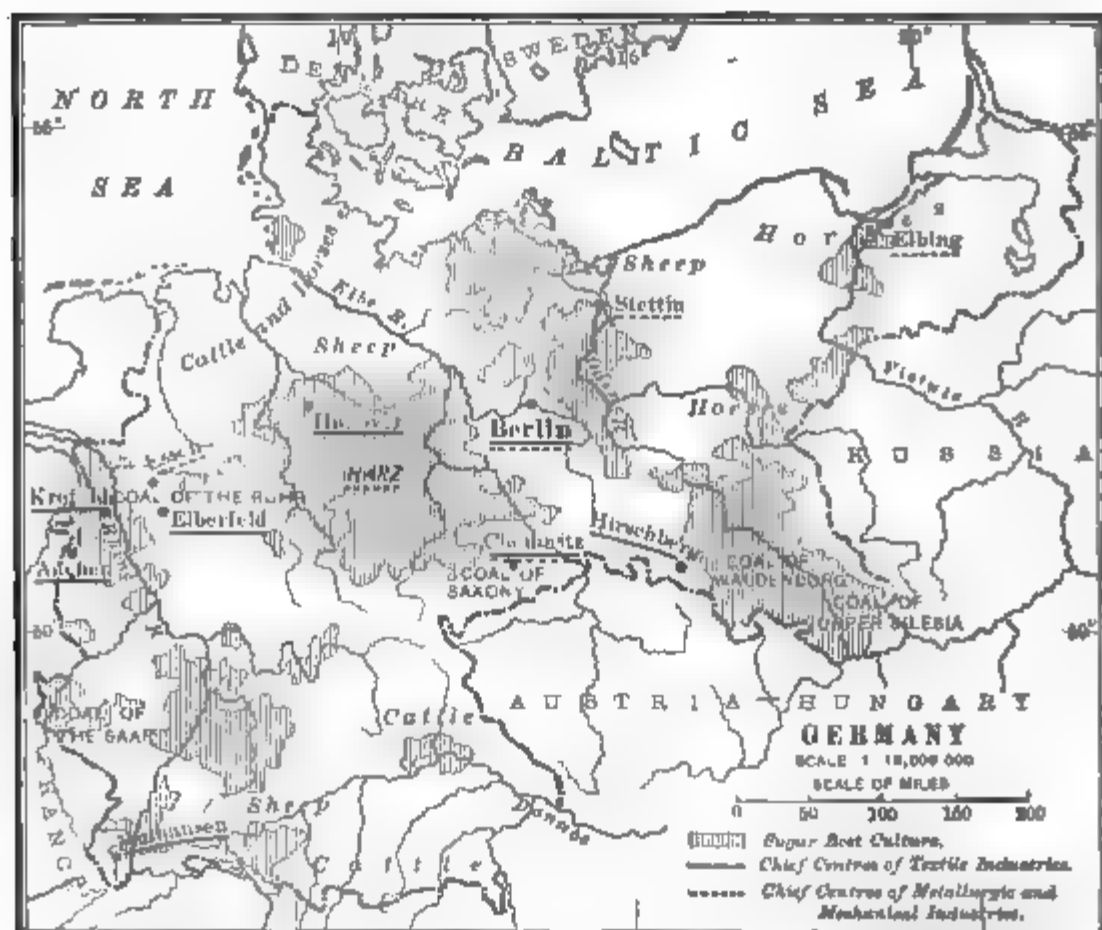 NORTH
SEA
SWEDEN
BALTIC SEA
Elbe R.
Cattle and Horses
Sheep
Sheep
Elbing
Stettin
Berlin
HARZ
Vistula R.
RUSSIA
COAL OF THE RUHR
Elberfeld
Hirschberg
COAL OF
SAXONY
COAL OF
COAL OF
UPPER SILESIA
COAL OF
THE SAAR
Cattle
Sheep
Cattle
Danube
AUSTRIA-HUNGARY
GERMANY
SCALE OF MILES
0 50 100 150 200
Sugar Beet Culture.
Chief Centres of Textile Industries.
Chief Centres of Metallurgic and
Mechanical Industries.